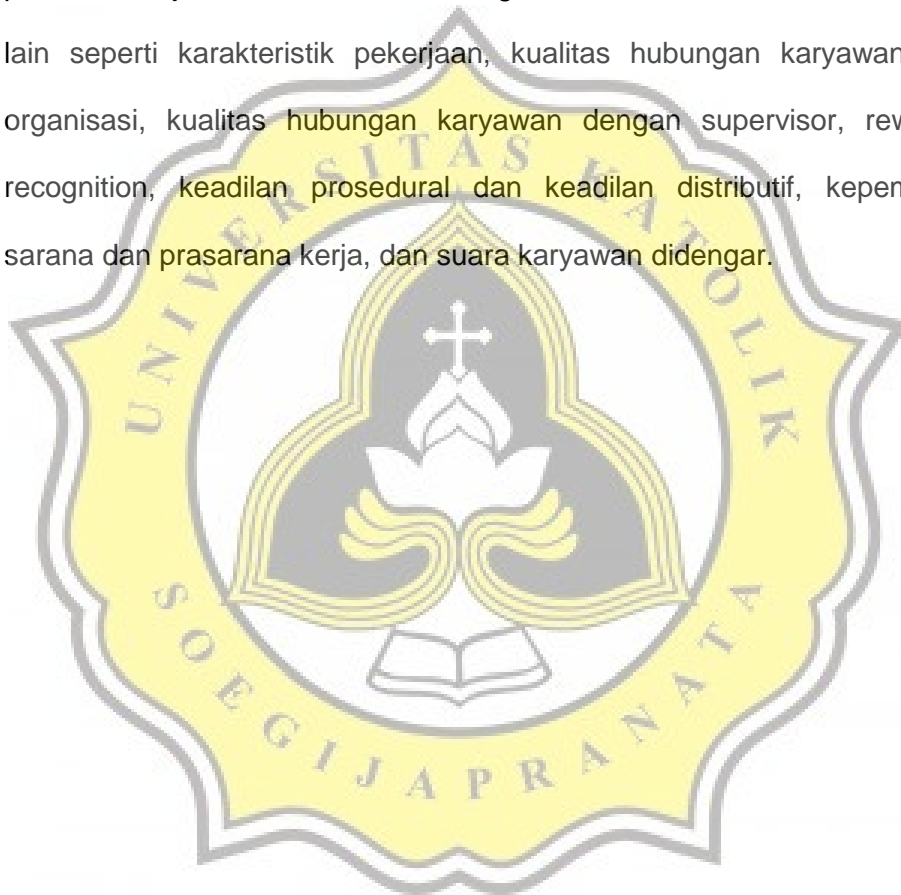 lain seperti karakteristik pekerjaan, kualitas hubungan karyawan
organisasi, kualitas hubungan karyawan dengan supervisor,
recognition, keadilan prosedural dan keadilan distributif,
sarana dan prasarana kerja, dan suara karyawan didengar.
UNIVERSITAS KATOLIK
SOEGIJAPRANATA